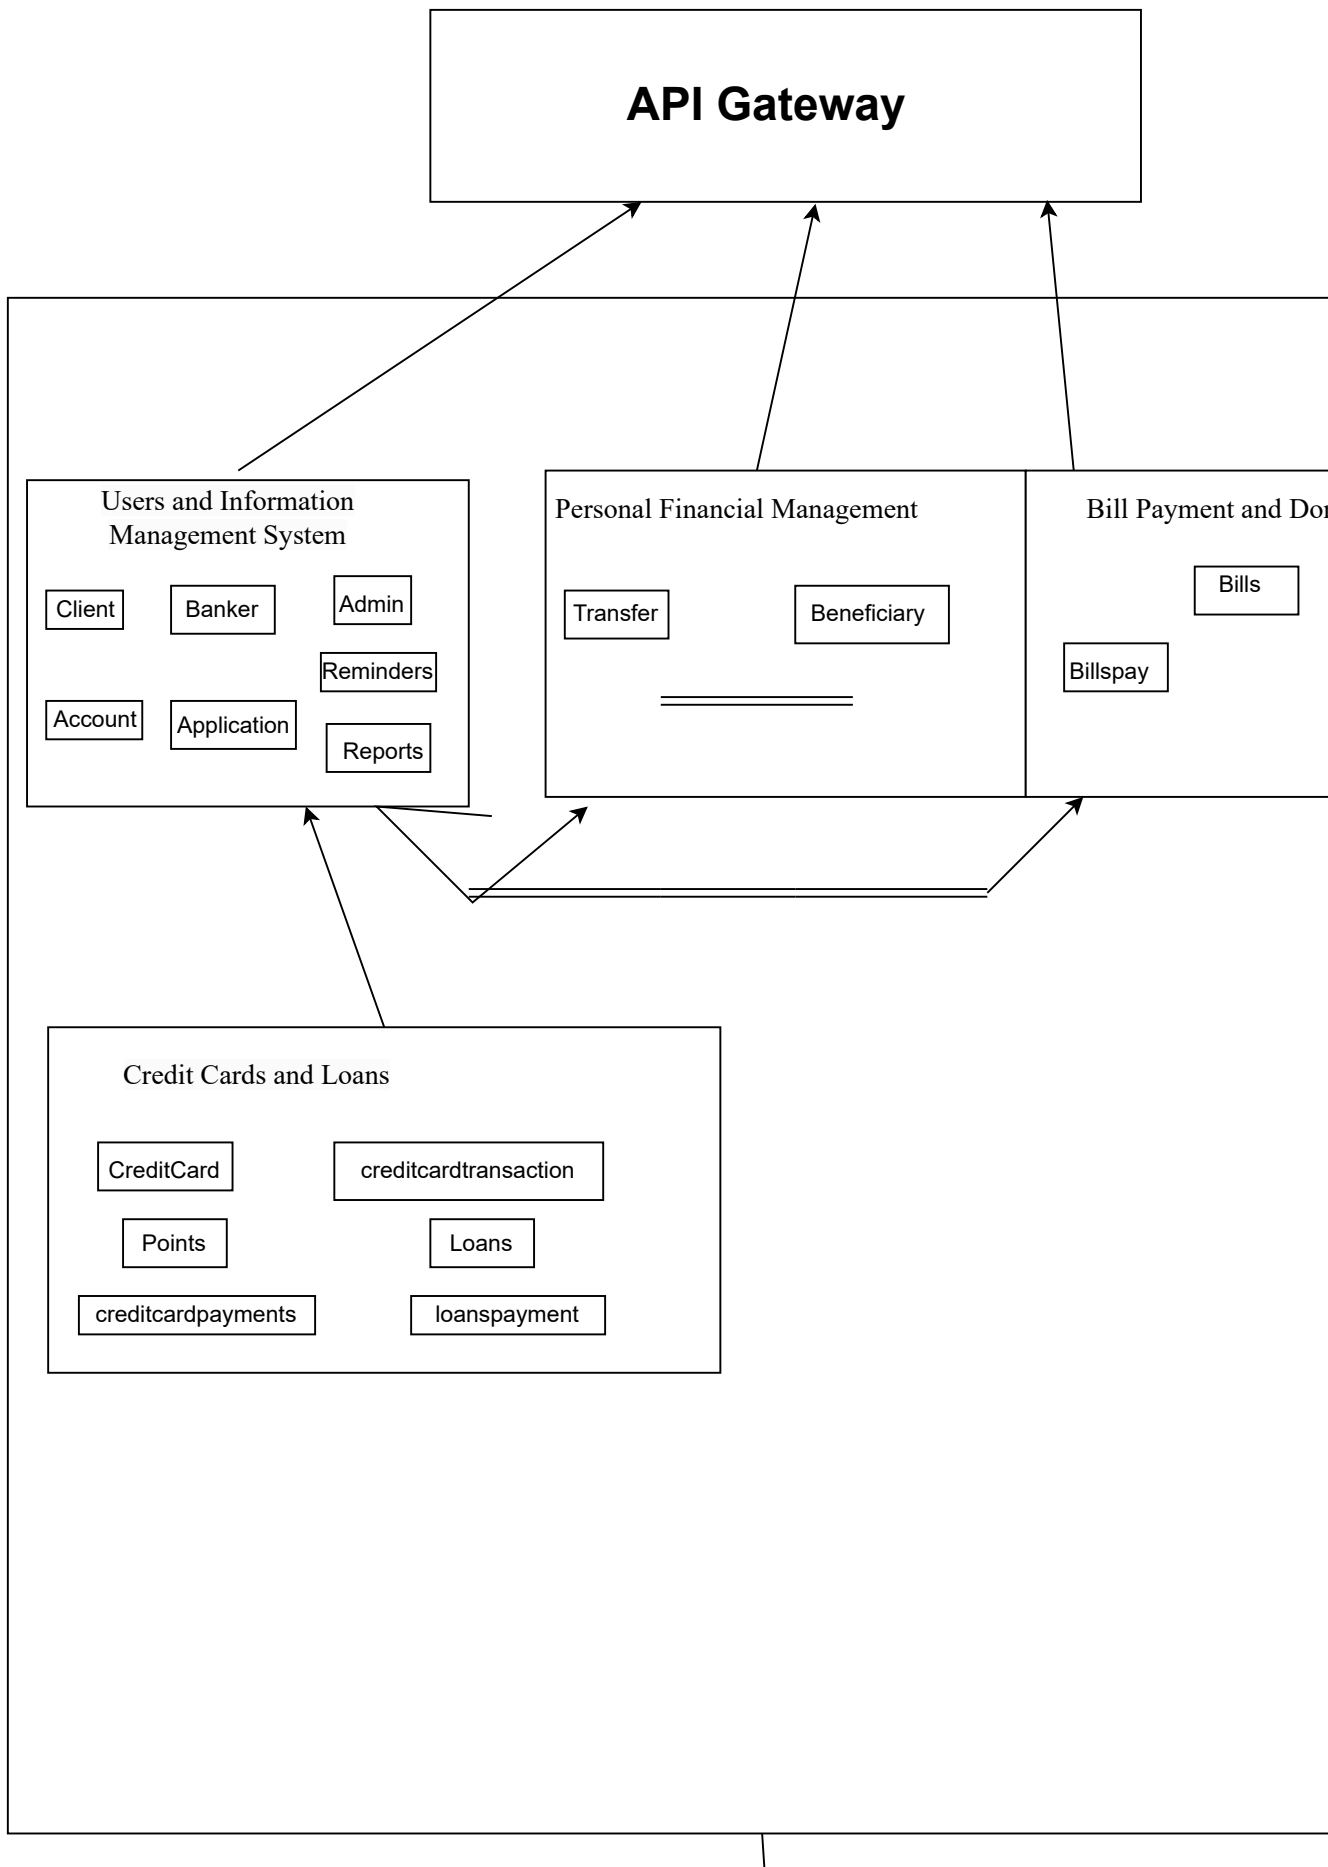 API Gateway
Users and Information
Management System
Client
Banker
Admin
Reminders
Account
Application
Reports
Personal Financial Management
Transfer
Beneficiary
Bill Payment and Don
Bills
Billspay
Credit Cards and Loans
CreditCard
creditcardtransaction
Points
Loans
creditcardpayments
loanspayment